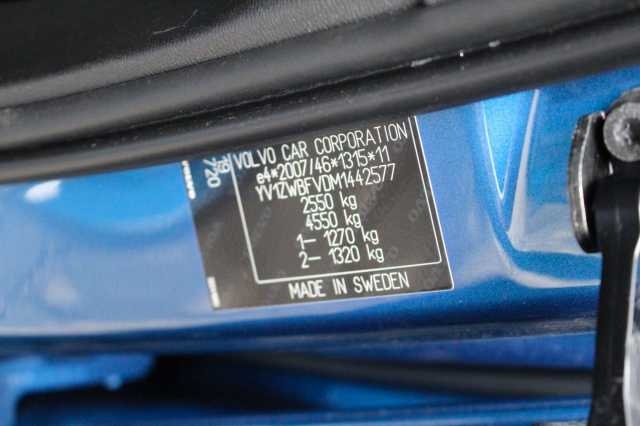 VOLVO CAR CORPORATION
e4*2007/46*1315*11
YV1ZWBFVDM1442577
2550 kg
4550 kg
1– 1270 kg
2– 1320 kg
MADE IN SWEDEN
720